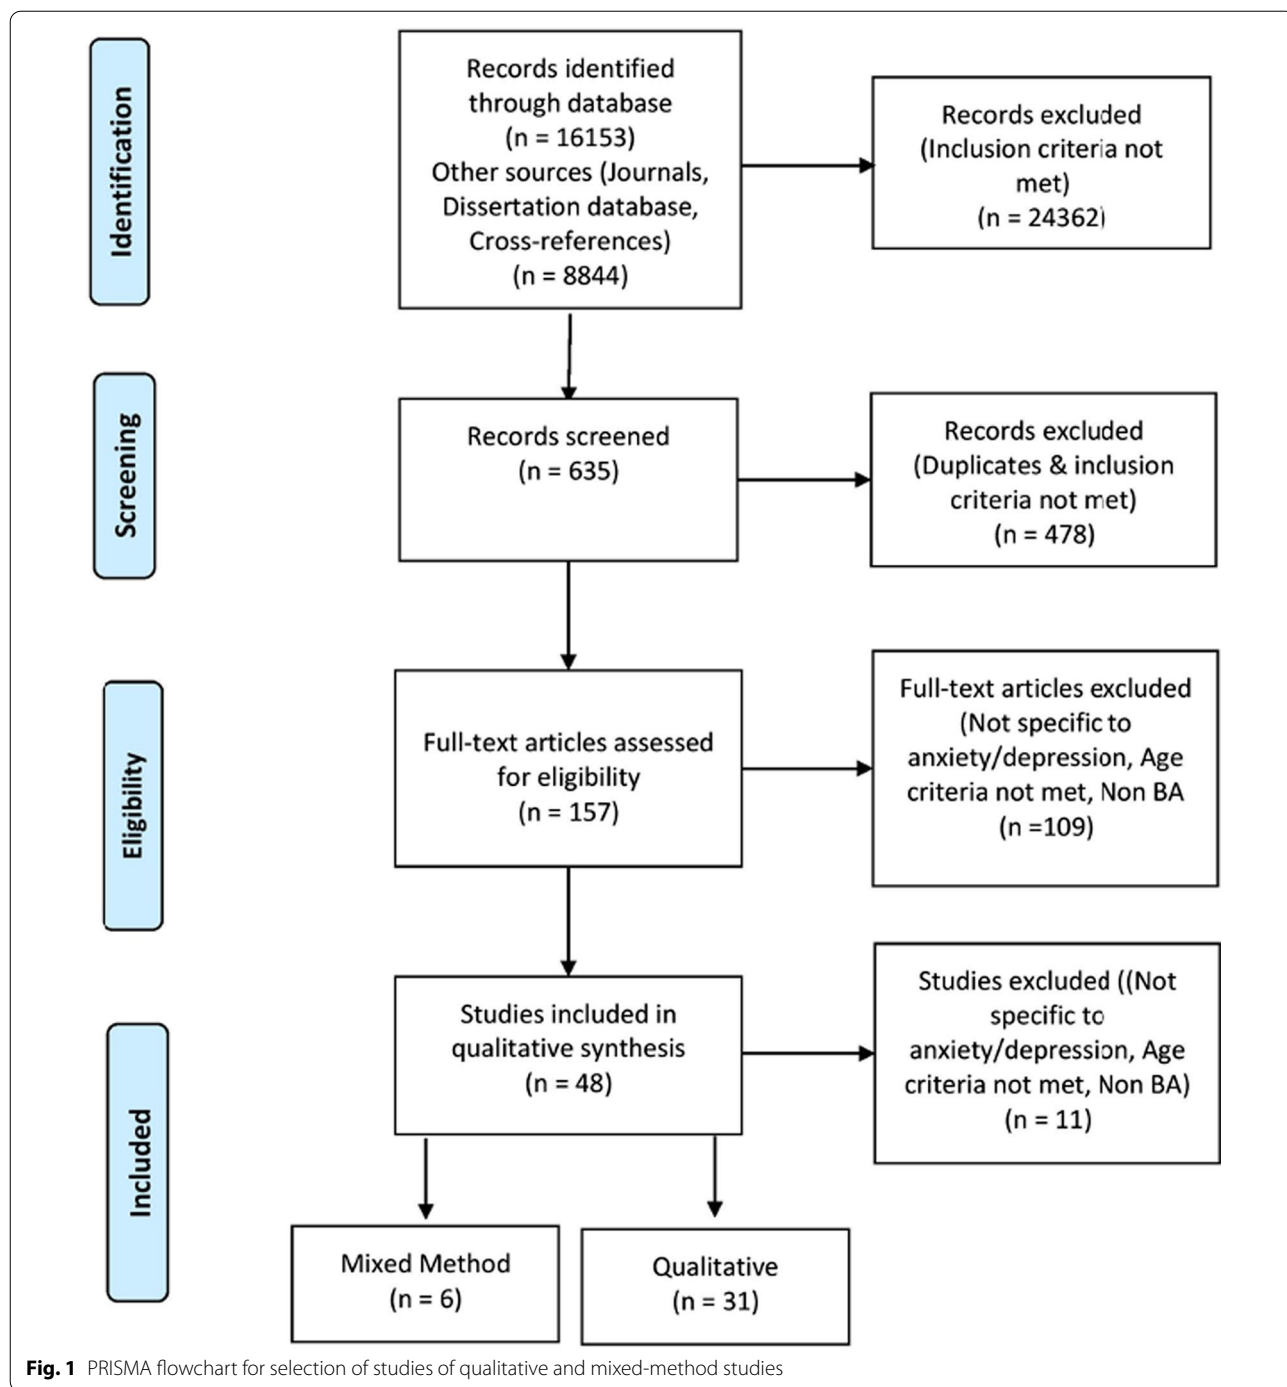 Identification
Records identified
through database
(n = 16153)
Other sources (Journals,
Dissertation database,
Cross-references)
(n = 8844)
Records excluded
(Inclusion criteria not
met)
(n = 24362)
Screening
Records screened
(n = 635)
Records excluded
(Duplicates & inclusion
criteria not met)
(n = 478)
Eligibility
Full-text articles assessed
for eligibility
(n = 157)
Full-text articles excluded
(Not specific to
anxiety/depression, Age
criteria not met, Non BA
(n =109)
Included
Studies included in
qualitative synthesis
(n = 48)
Studies excluded ((Not
specific to
anxiety/depression, Age
criteria not met, Non BA)
(n = 11)
Mixed Method
(n = 6)
Qualitative
(n = 31)
Fig. 1 PRISMA flowchart for selection of studies of qualitative and mixed-method studies